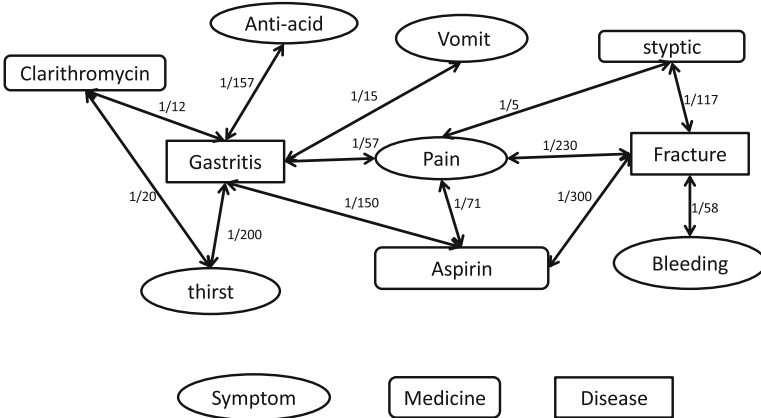 Anti-acid
Vomit
styptic
Clarithromycin
1/157
1/15
1/5
1/117
1/12
Gastritis
1/57
Pain
1/230
Fracture
1/20
1/200
1/150
1/71
1/300
1/58
thirst
Aspirin
Bleeding
Symptom
Medicine
Disease